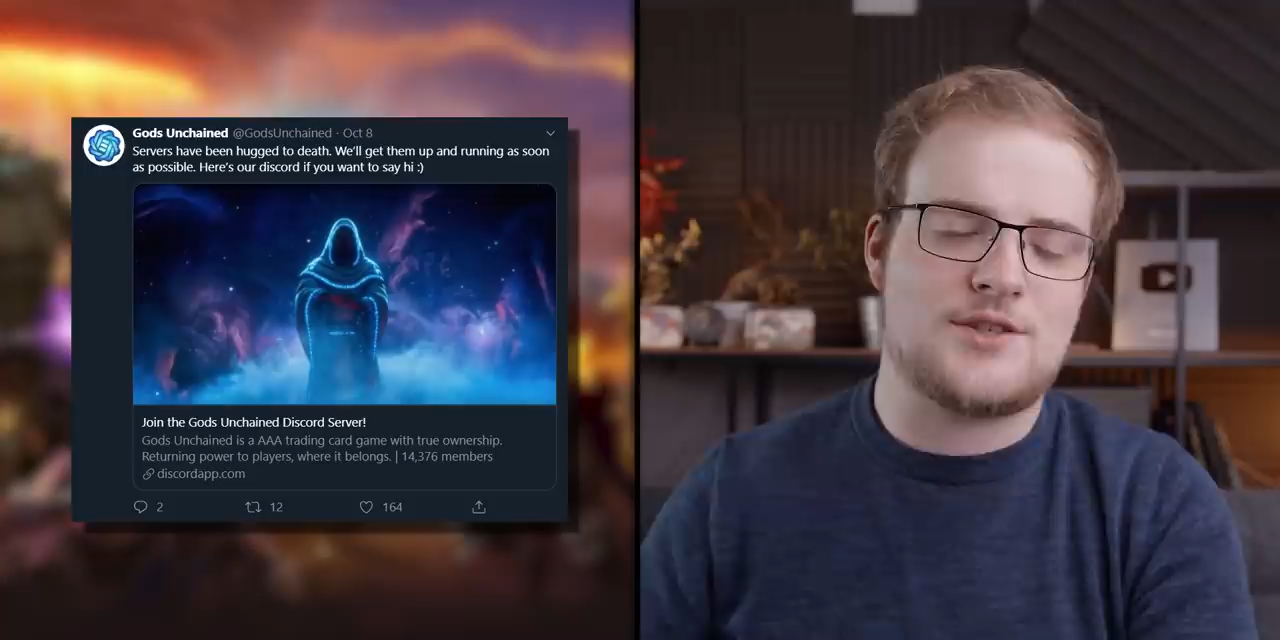 Gods Unchained @GodsUnchained · Oct 8
Servers have been hugged to death. We'll get them up and running as soon
as possible. Here's our discord if you want to say hi :)
Join the Gods Unchained Discord Server!
Gods Unchained is a AAA trading card game with true ownership.
Returning power to players, where it belongs. | 14,376 members
discordapp.com
2 12 164